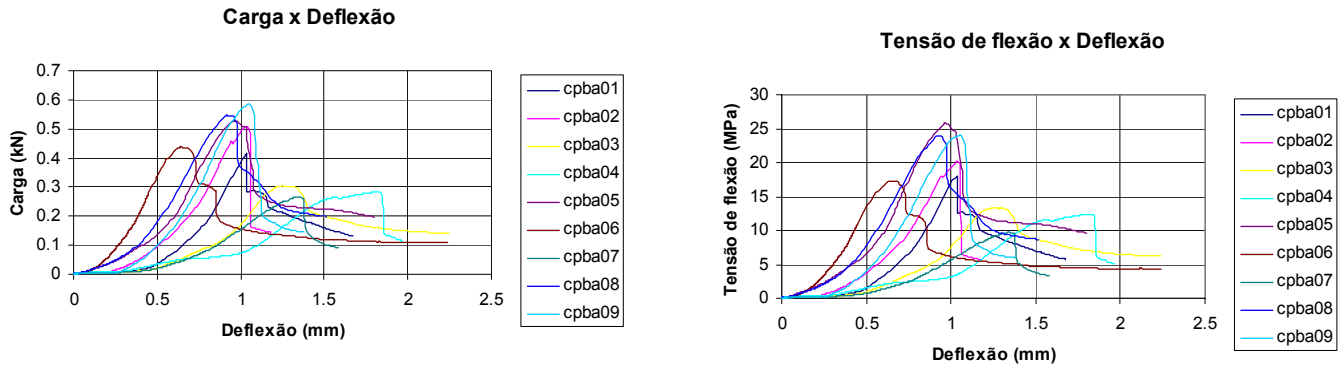 Carga x Deflexão
Carga (kN)
0.7
0.6
0.5
0.4
0.3
0.2
0.1
0
0 0.5 1 1.5 2 2.5
Deflexão (mm)
cpba01
cpba02
cpba03
cpba04
cpba05
cpba06
cpba07
cpba08
cpba09
Tensão de flexão x Deflexão
Tensão de flexão (MPa)
30
25
20
15
10
5
0
0 0.5 1 1.5 2 2.5
Deflexão (mm)
cpba01
cpba02
cpba03
cpba04
cpba05
cpba06
cpba07
cpba08
cpba09